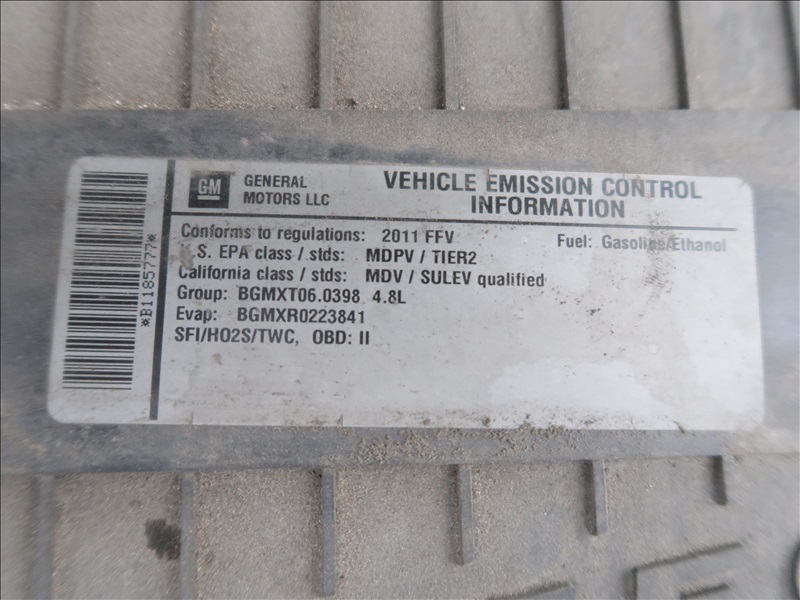 GM
GENERAL
MOTORS LLC
VEHICLE EMISSION CONTROL
INFORMATION
Conforms to regulations: 2011 FFV
Fuel: Gasoline/Ethanol
U.S. EPA class / stds: MDPV / TIER2
California class / stds: MDV / SULEV qualified
Group: BGMXT06.0398 4.8L
Evap: BGMXR0223841
SFI/HO2S/TWC, OBD: II
*B1185777*